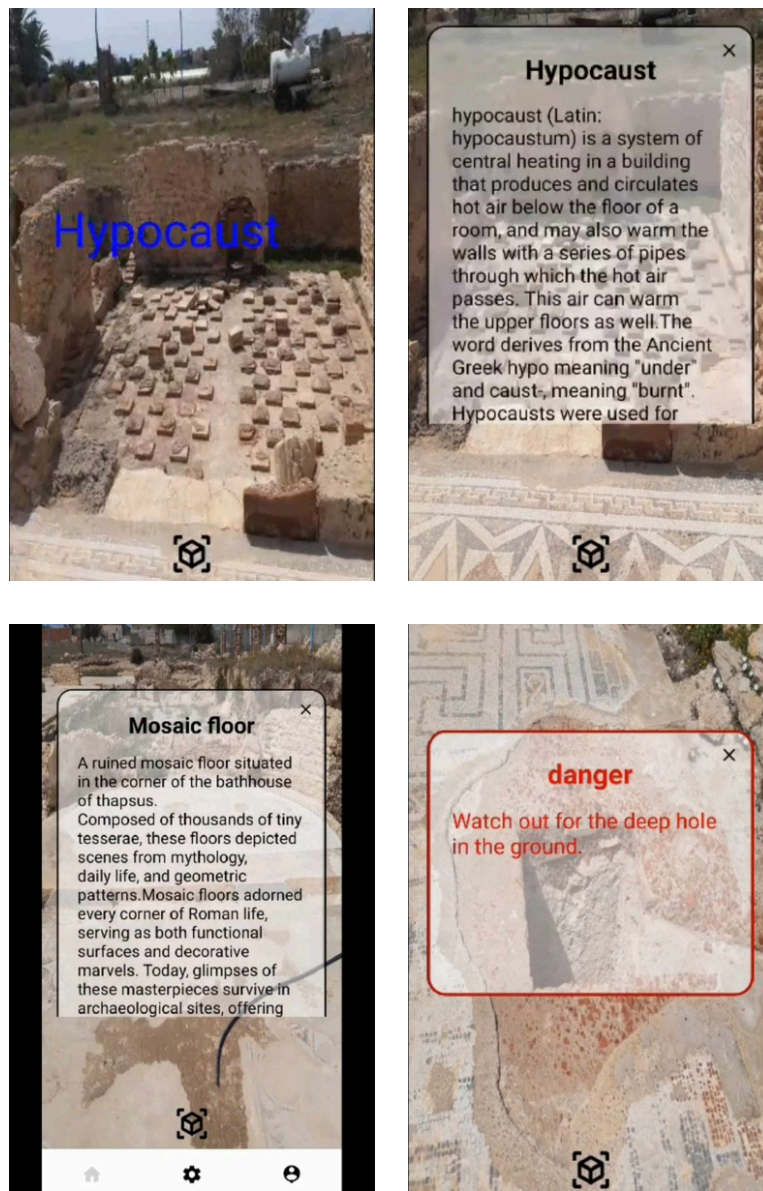 Hypocaust
Hypocaust
hypocaust (Latin:
hypocaustum) is a system of
central heating in a building
that produces and circulates
hot air below the floor of a
room, and may also warm the
walls with a series of pipes
through which the hot air
passes. This air can warm
the upper floors as well.The
word derives from the Ancient
Greek hypo meaning "under"
and caust-, meaning "burnt".
Hypocausts were used for
Mosaic floor
A ruined mosaic floor situated
in the corner of the bathhouse
of thapsus.
Composed of thousands of tiny
tesserae, these floors depicted
scenes from mythology,
daily life, and geometric
patterns.Mosaic floors adorned
every corner of Roman life,
serving as both functional
surfaces and decorative
marvels. Today, glimpses of
these masterpieces survive in
archaeological sites, offering
danger
Watch out for the deep hole
in the ground.